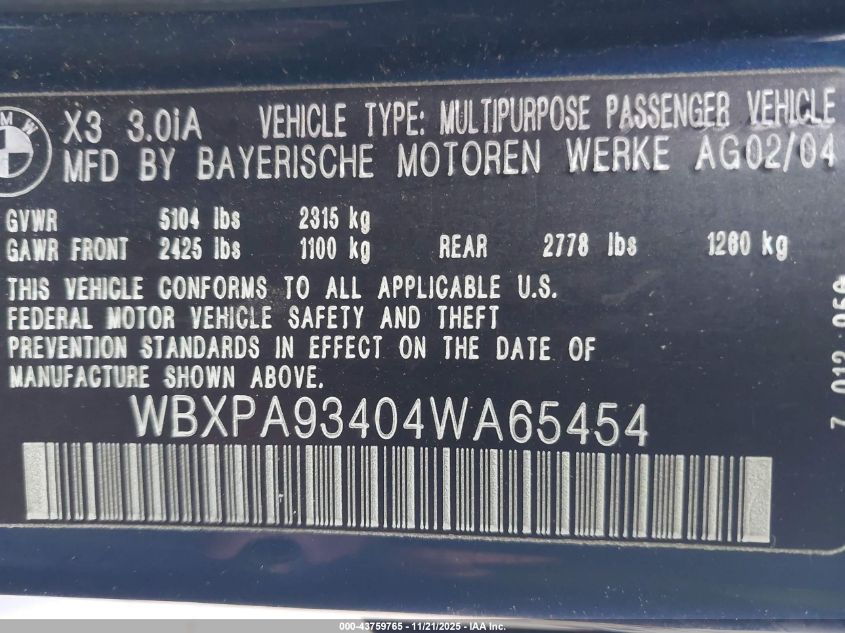 BMW
X3 3.0iA VEHICLE TYPE: MULTIPURPOSE PASSENGER VEHICLE
MFD BY BAYERISCHE MOTOREN WERKE AG02/04
GVWR 5104 lbs 2315 kg
GAWR FRONT 2425 lbs 1100 kg REAR 2778 lbs 1260 kg
THIS VEHICLE CONFORMS TO ALL APPLICABLE U.S.
FEDERAL MOTOR VEHICLE SAFETY AND THEFT
PREVENTION STANDARDS IN EFFECT ON THE DATE OF
MANUFACTURE SHOWN ABOVE.
WBXPA93404WA65454
7 012
000-43759765 - 11/21/2025 - IAA Inc.